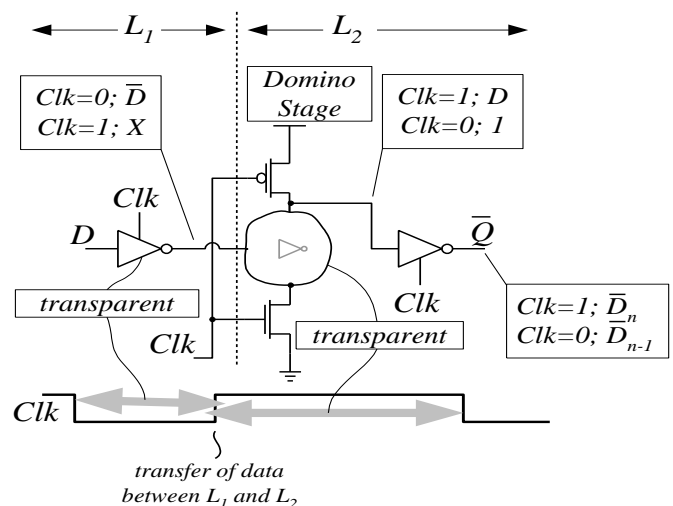 L₁
L₂
Domino
Stage
Clk=0; D̅
Clk=1; X
Clk=1; D
Clk=0; 1
Clk
D
Q̅
transparent
Clk
transparent
Clk
Clk=1; D̅ₙ
Clk=0; D̅ₙ₋₁
Clk
transfer of data
between L₁ and L₂